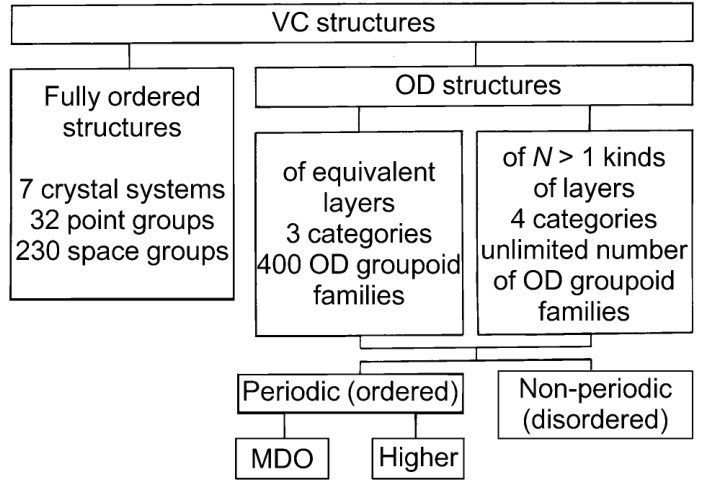 VC structures
Fully ordered
structures
7 crystal systems
32 point groups
230 space groups
OD structures
of equivalent
layers
3 categories
400 OD groupoid
families
of N > 1 kinds
of layers
4 categories
unlimited number
of OD groupoid
families
Periodic (ordered)
MDO
Higher
Non-periodic
(disordered)